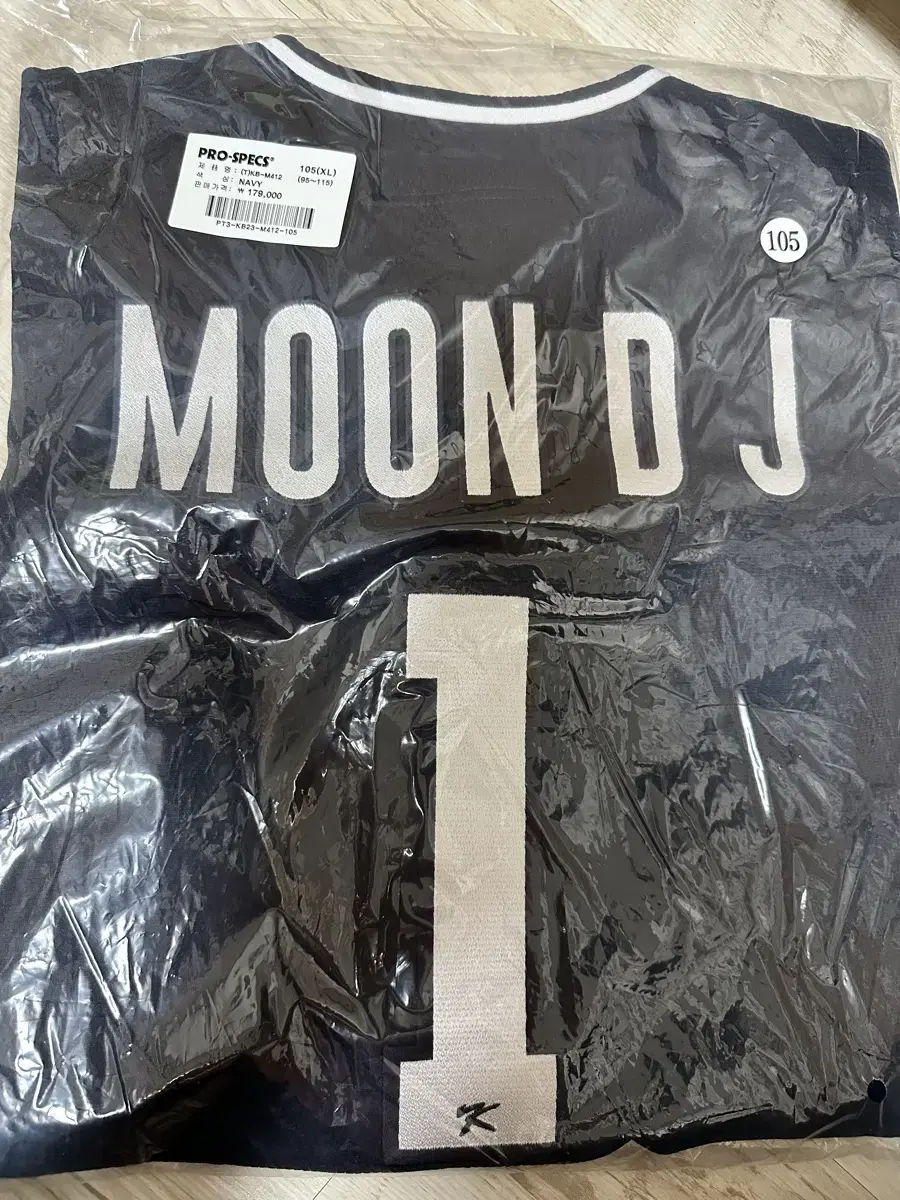 PRO-SPECS®
제 품 명 : (T)KB-M412 105(XL)
색 상: NAVY (95~115)
판매가격: ₩ 179,000
PT3-KB23-M412-105
105
MOON D J
1
K